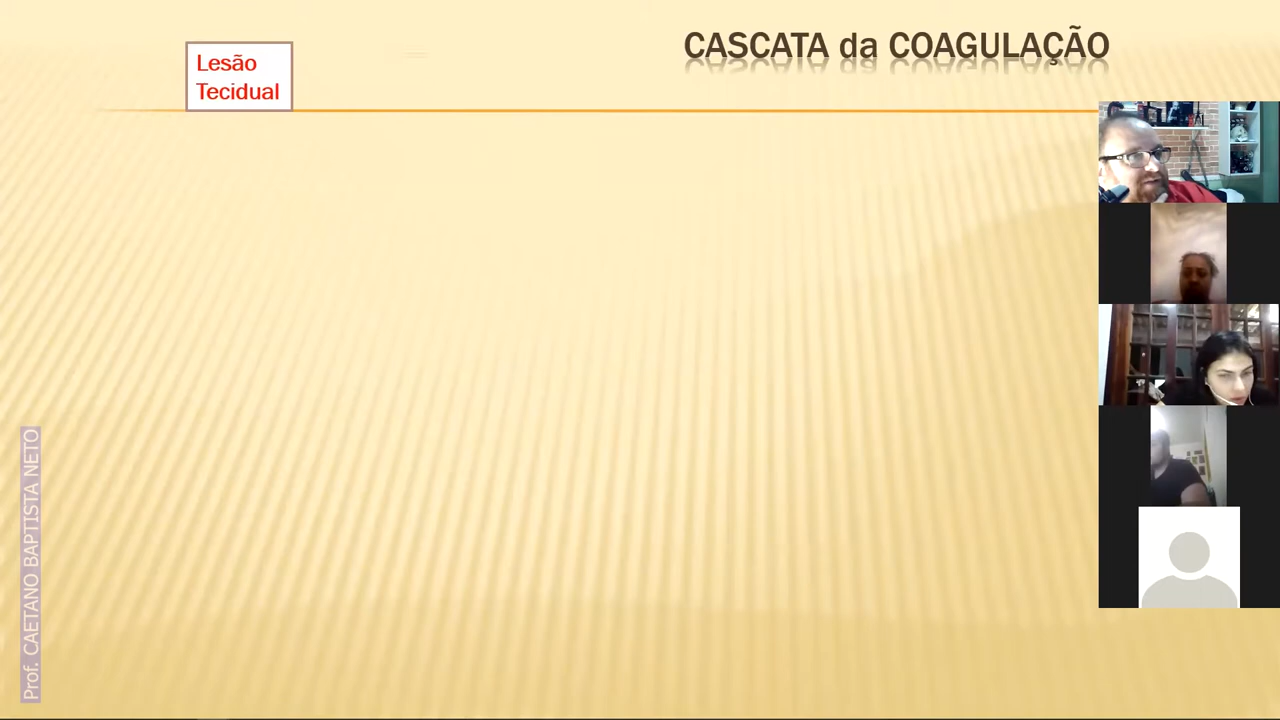 CASCATA da COAGULAÇÃO
Lesão
Tecidual
Prof. CAETANO BAPTISTA NETO